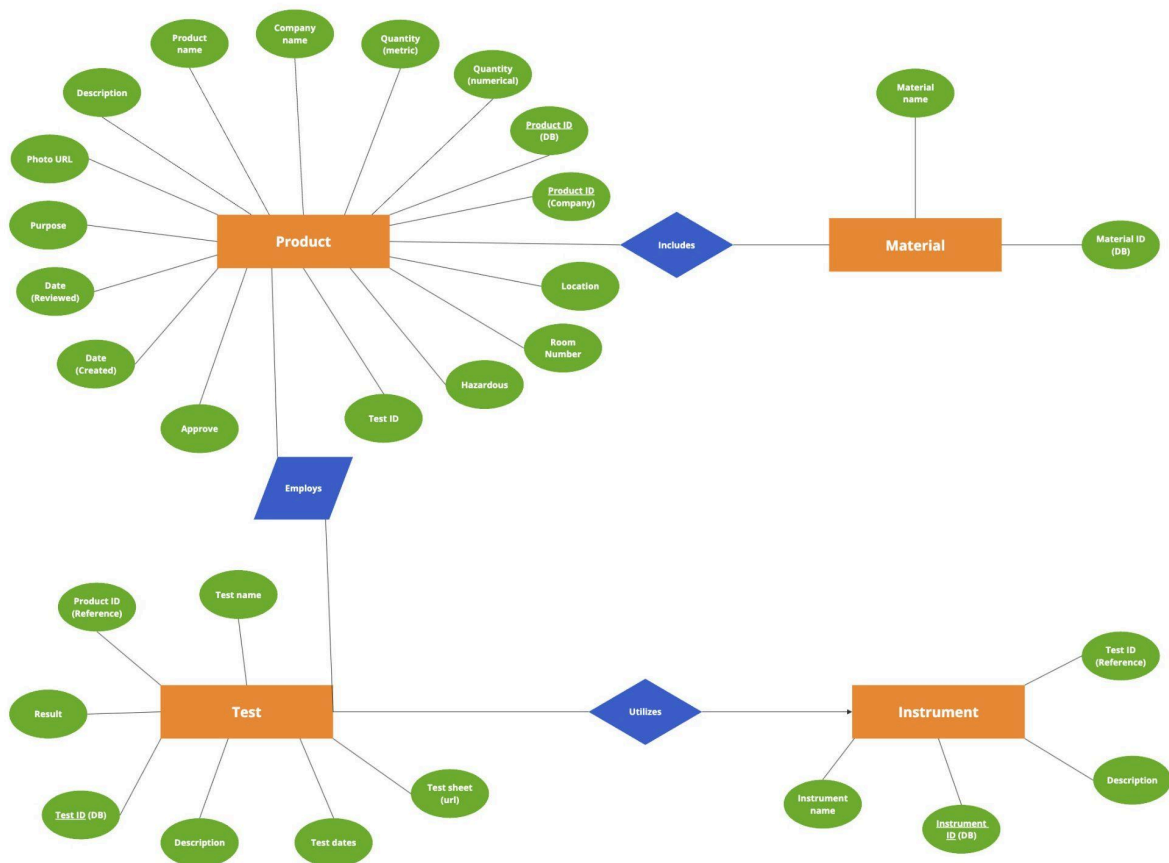 Product
name
Company
name
Quantity
(metric)
Quantity
(numerical)
Description
Material
name
Product ID
(DB)
Photo URL
Product ID
(Company)
Purpose
Product
Includes
Material
Material ID
(DB)
Date
(Reviewed)
Location
Room
Number
Date
(Created)
Hazardous
Approve
Test ID
Employs
Product ID
(Reference)
Test name
Test ID
(Reference)
Result
Test
Utilizes
Instrument
Test sheet
(url)
Description
Instrument
name
Test ID (DB)
Description
Test dates
Instrument
ID (DB)